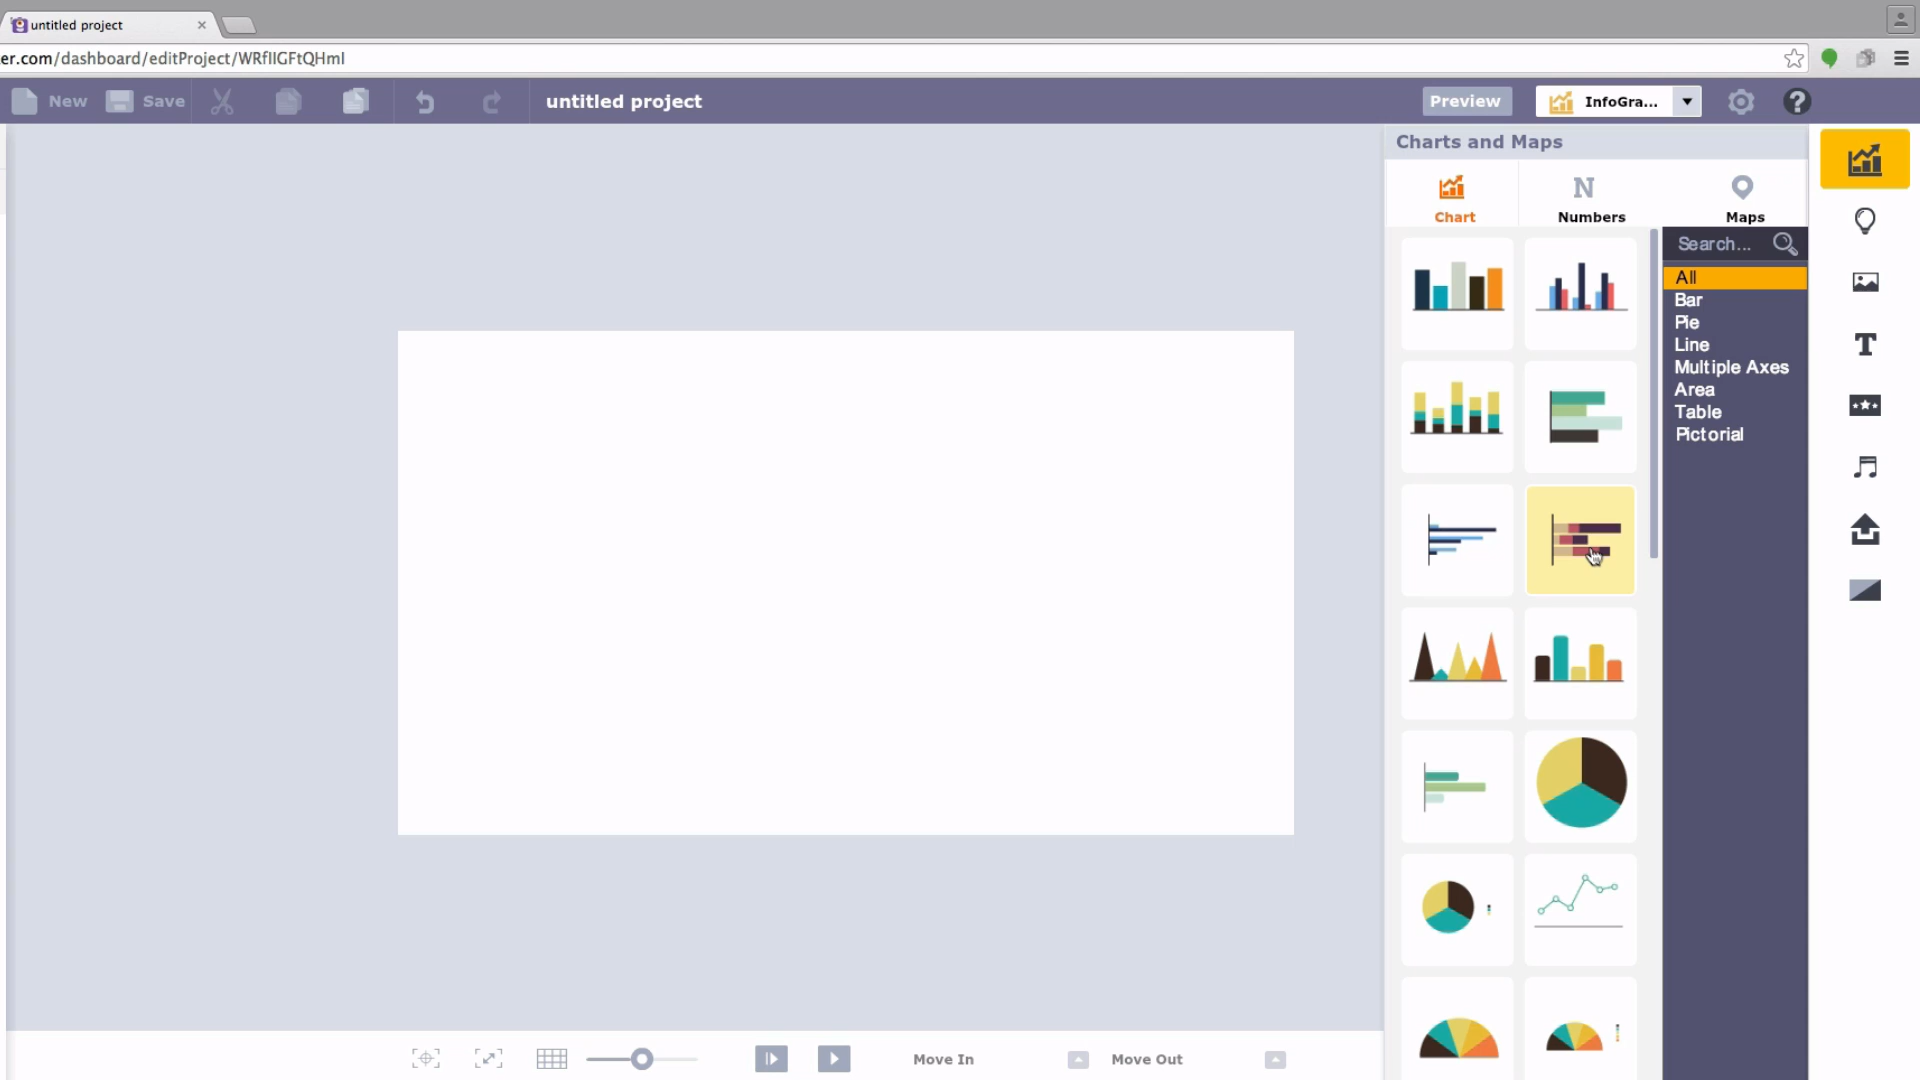 untitled project
er.com/dashboard/editProject/WRflIGFtQHml
New
Save
untitled project
Preview
InfoGra...
Charts and Maps
Chart
N
Numbers
Maps
Search...
All
Bar
Pie
Line
Multiple Axes
Area
Table
Pictorial
T
Move In
Move Out